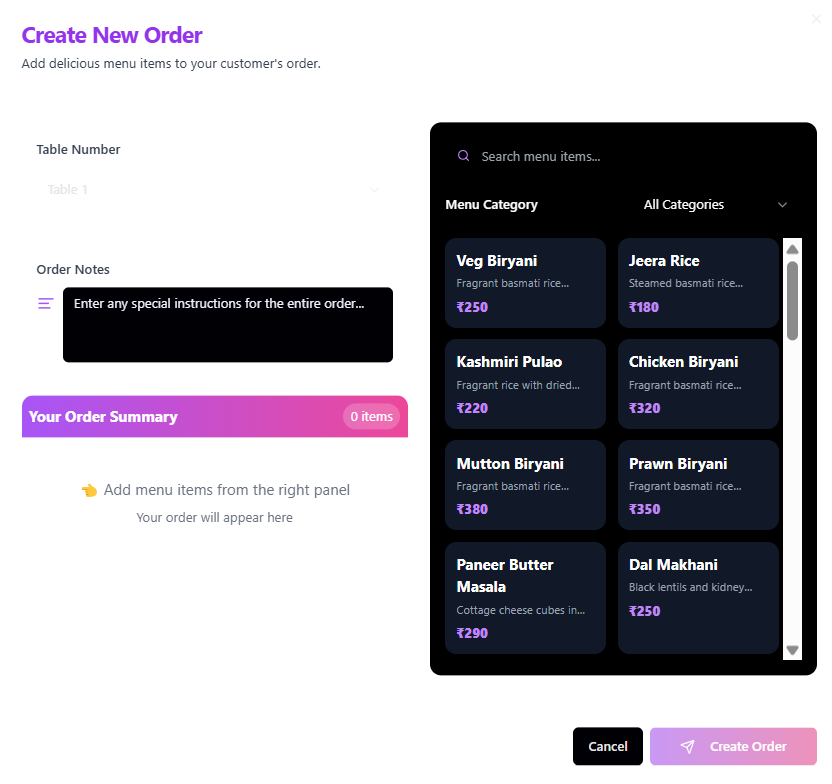 Create New Order
Add delicious menu items to your customer's order.
Table Number
Table 1
Order Notes
Enter any special instructions for the entire order...
Your Order Summary
0 items
Add menu items from the right panel
Your order will appear here
Search menu items...
Menu Category
All Categories
Veg Biryani
Fragrant basmati rice...
₹250
Jeera Rice
Steamed basmati rice...
₹180
Kashmiri Pulao
Fragrant rice with dried...
₹220
Chicken Biryani
Fragrant basmati rice...
₹320
Mutton Biryani
Fragrant basmati rice...
₹380
Prawn Biryani
Fragrant basmati rice...
₹350
Paneer Butter
Masala
Cottage cheese cubes in...
₹290
Dal Makhani
Black lentils and kidney...
₹250
Cancel
Create Order